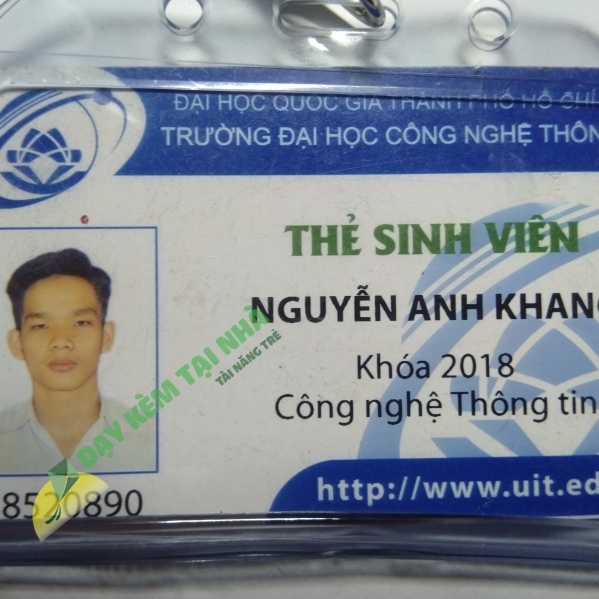 ĐẠI HỌC QUỐC GIA THÀNH PHỐ HỒ CHÍ
TRƯỜNG ĐẠI HỌC CÔNG NGHỆ THÔN
THẺ SINH VIÊN
NGUYỄN ANH KHANG
Khóa 2018
Công nghệ Thông tin
8520890
http://www.uit.ed
DẠY KÈM TẠI NHÀ
TÀI NĂNG TRẺ